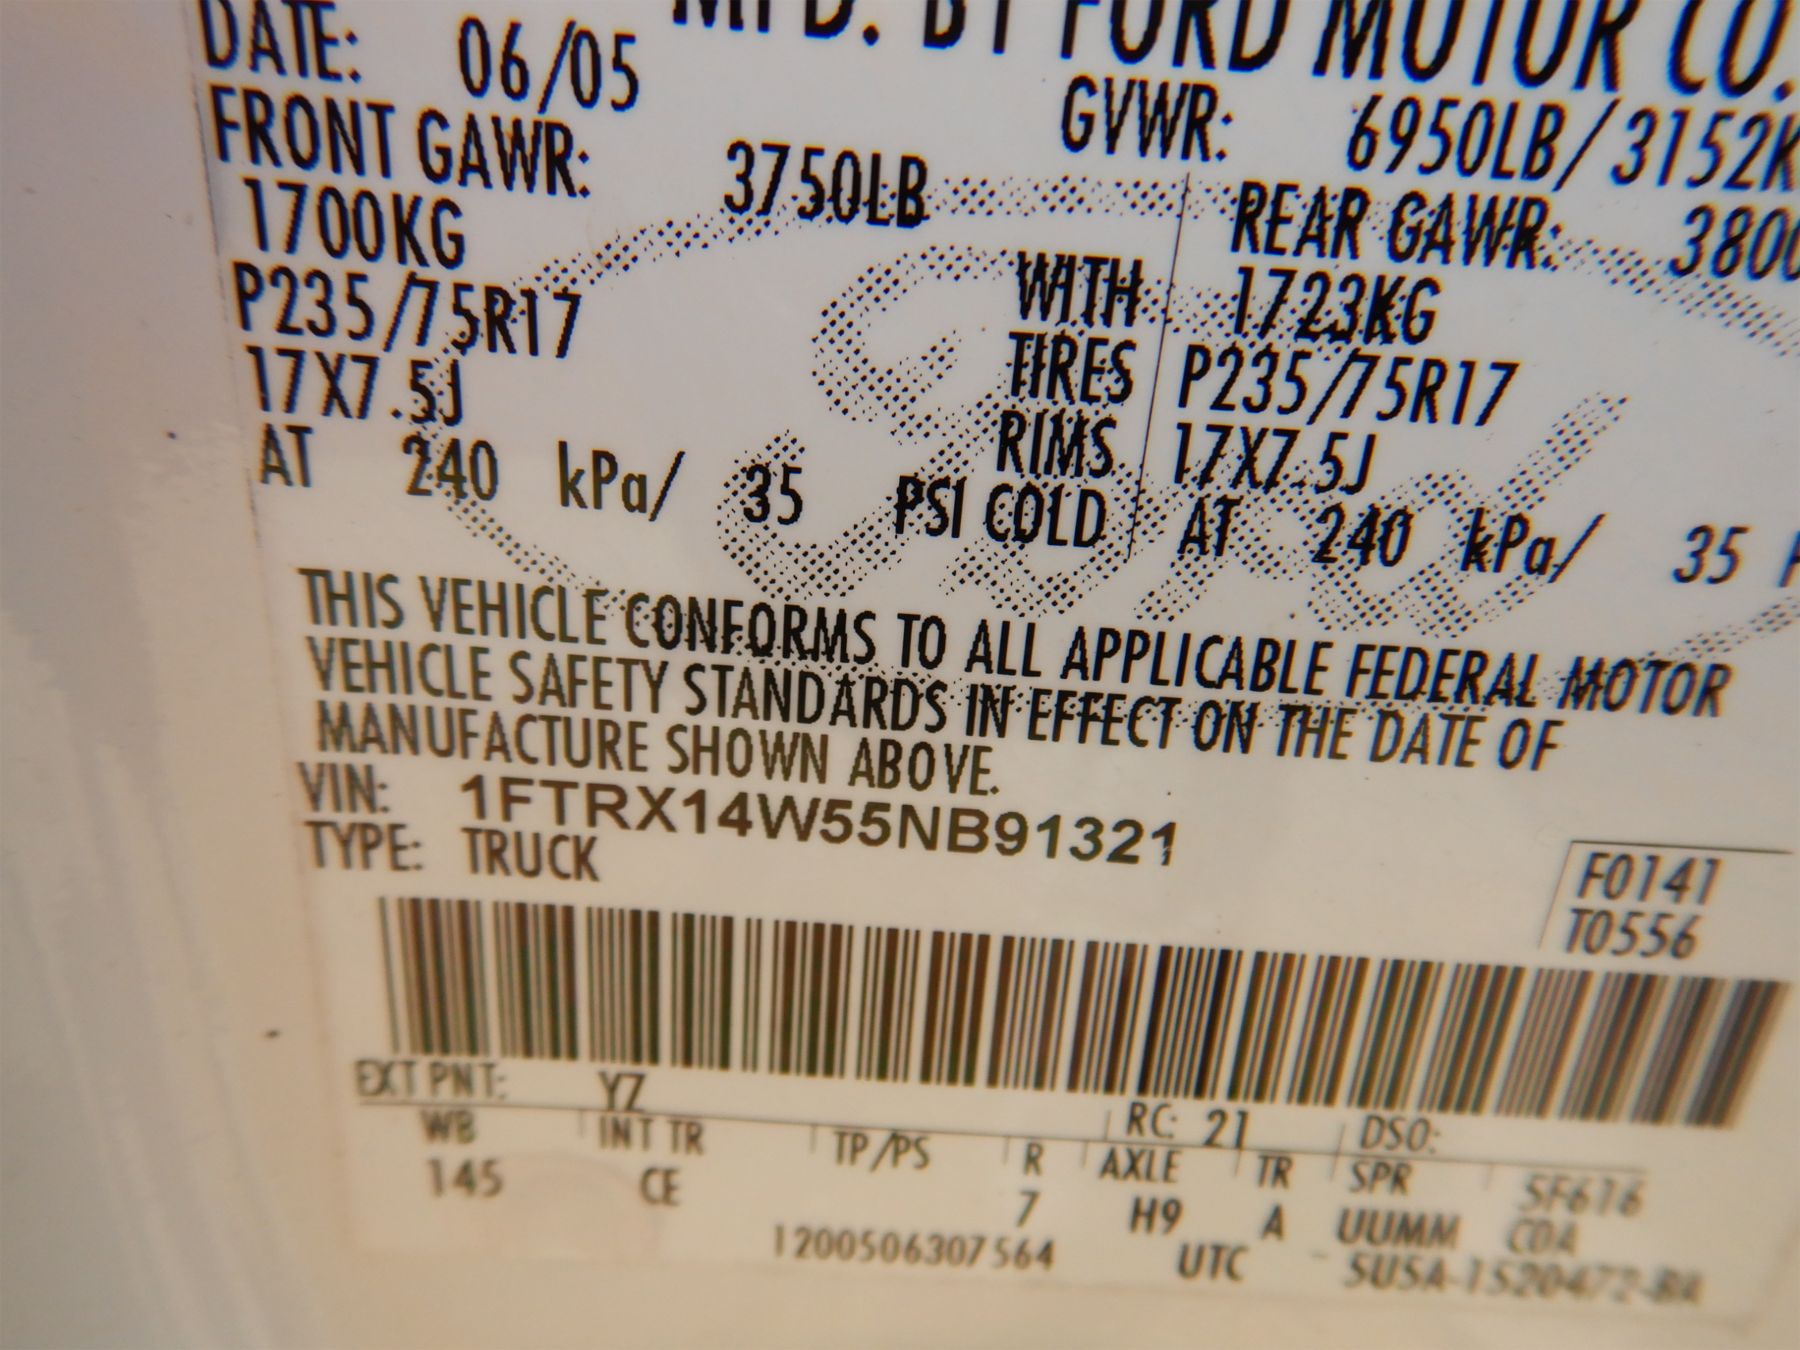 MFD. BY FORD MOTOR CO.
DATE: 06/05 GVWR: 6950LB/3152K
FRONT GAWR: 3750LB REAR GAWR: 3800
1700KG WITH 1723KG
P235/75R17 TIRES P235/75R17
17X7.5J RIMS 17X7.5J
AT 240 kPa/ 35 PSI COLD AT 240 kPa/ 35 P
THIS VEHICLE CONFORMS TO ALL APPLICABLE FEDERAL MOTOR
VEHICLE SAFETY STANDARDS IN EFFECT ON THE DATE OF
MANUFACTURE SHOWN ABOVE.
VIN: 1FTRX14W55NB91321
TYPE: TRUCK
F0141
T0556
EXT PNT: YZ RC: 21 DSO:
WB INT TR TP/PS R AXLE TR SPR 5F616
145 CE 7 H9 A UUMM CDA
1200506307564 UTC 5U5A-1520472-BA